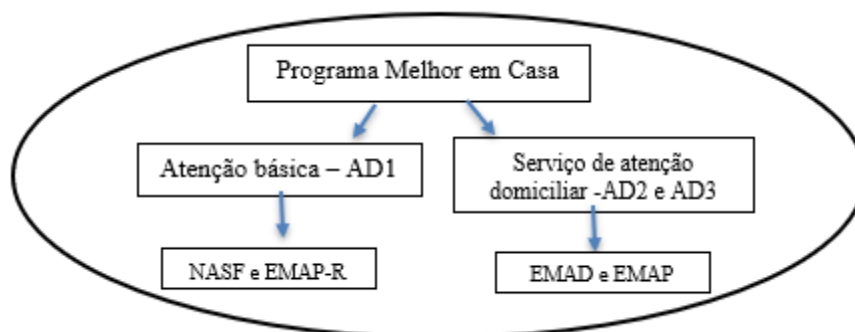 Programa Melhor em Casa
Atenção básica – AD1
Serviço de atenção
domiciliar -AD2 e AD3
NASF e EMAP-R
EMAD e EMAP